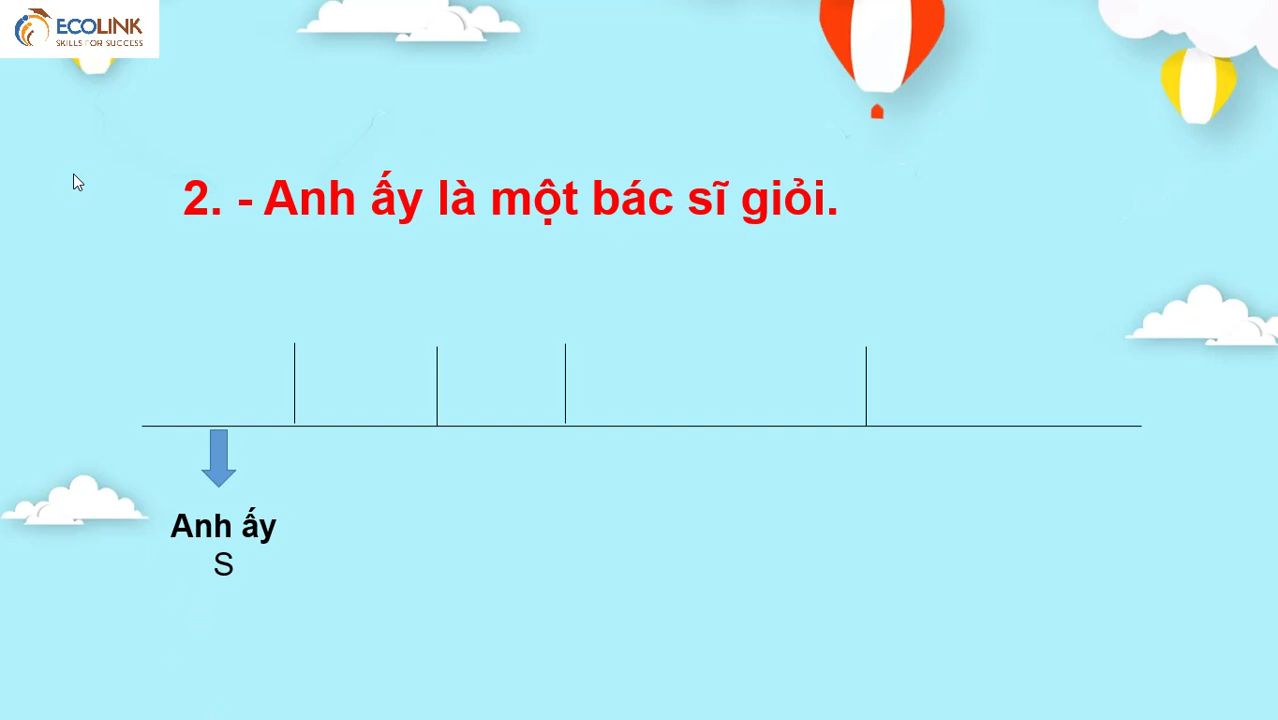 ECOLINK
SKILLS FOR SUCCESS
2. - Anh ấy là một bác sĩ giỏi.
Anh ấy
S